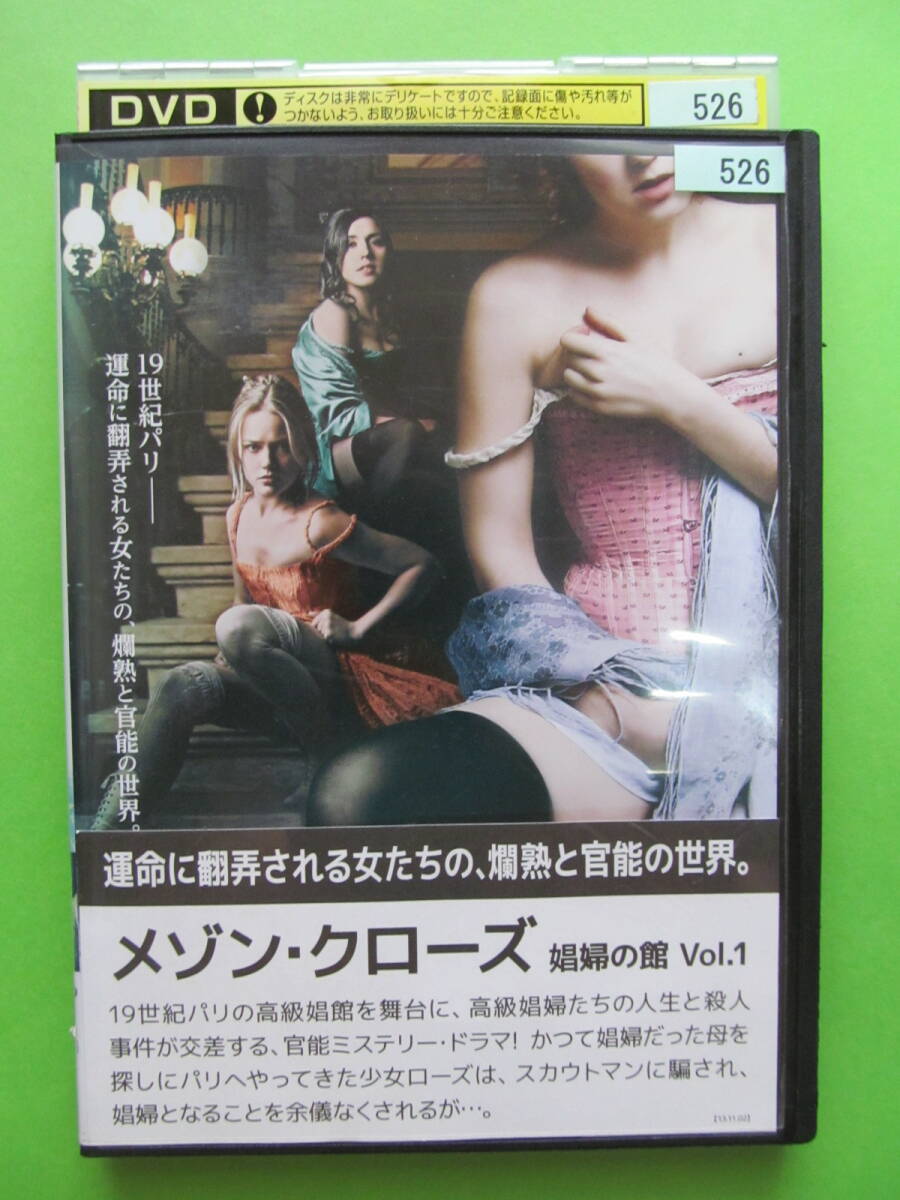 DVD
ディスクは非常にデリケートですので、記録面に傷や汚れ等が
つかないよう、お取り扱いには十分ご注意ください。
526
526
19世紀パリ――
運命に翻弄される女たちの、爛熟と官能の世界。
運命に翻弄される女たちの、爛熟と官能の世界。
メゾン・クローズ 娼婦の館 Vol.1
19世紀パリの高級娼館を舞台に、高級娼婦たちの人生と殺人
事件が交差する、官能ミステリー・ドラマ! かつて娼婦だった母を
探しにパリへやってきた少女ローズは、スカウトマンに騙され、
娼婦となることを余儀なくされるが…。